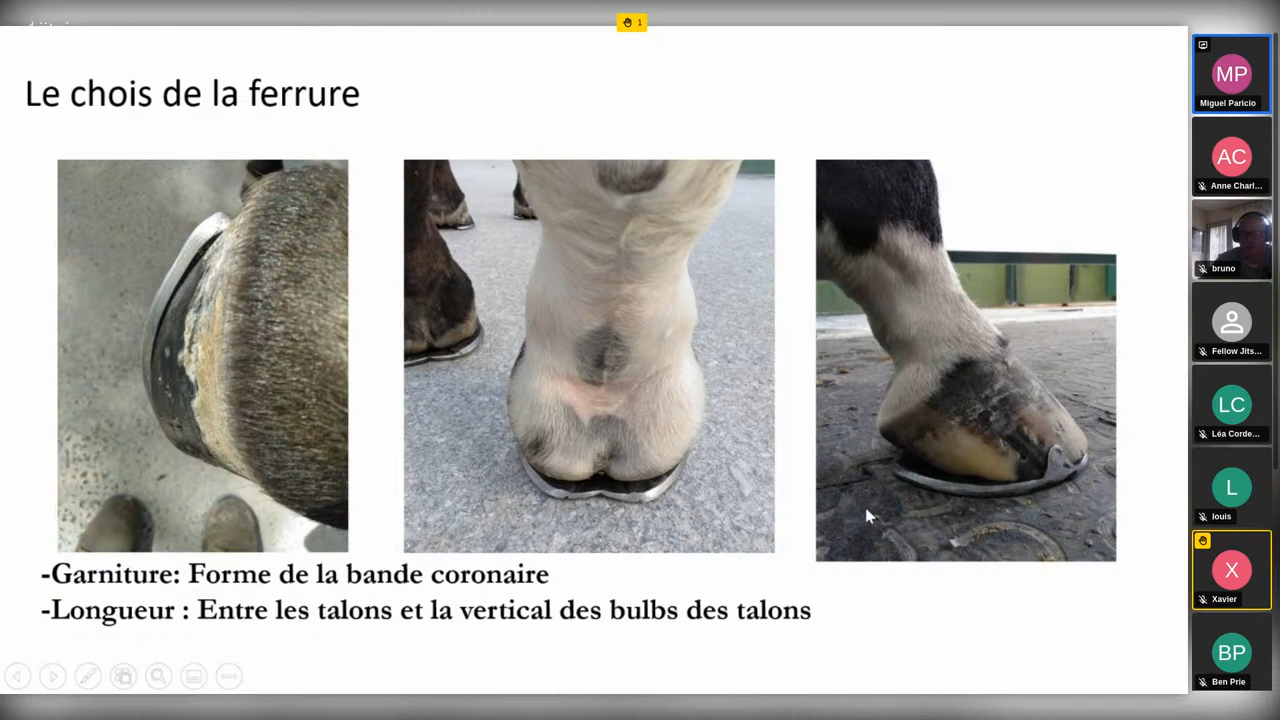 1
Le chois de la ferrure
-Garniture: Forme de la bande coronaire
-Longueur : Entre les talons et la vertical des bulbs des talons
MP
Miguel Paricio
AC
Anne Charl...
bruno
Fellow Jits...
LC
Léa Corde...
L
louis
X
Xavier
BP
Ben Prie